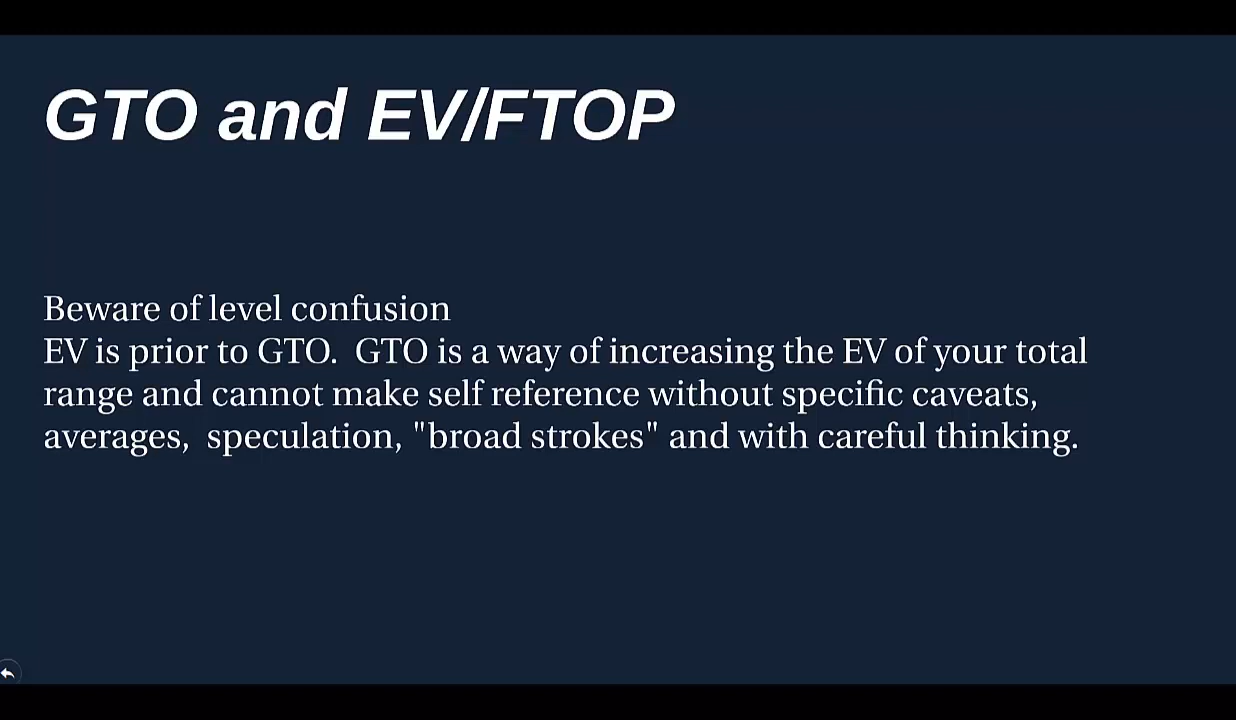 GTO and EV/FTOP
Beware of level confusion
EV is prior to GTO.  GTO is a way of increasing the EV of your total
range and cannot make self reference without specific caveats,
averages,  speculation, "broad strokes" and with careful thinking.